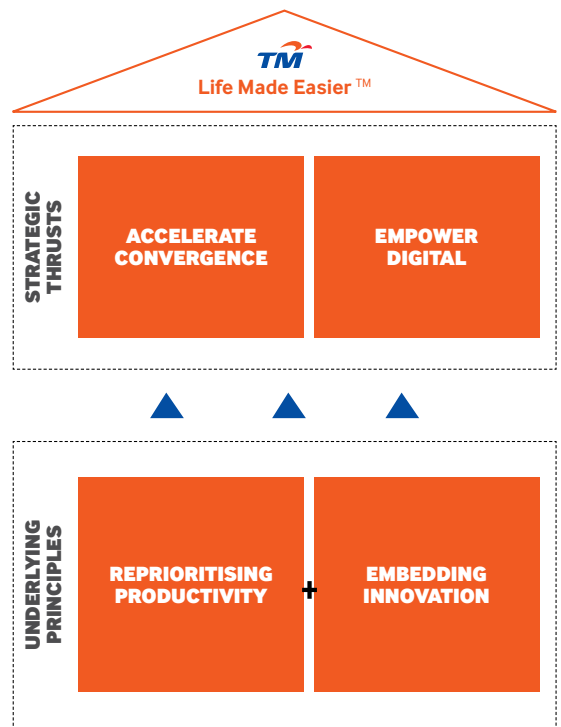 TM
Life Made Easier TM
STRATEGIC
THRUSTS
ACCELERATE
CONVERGENCE
EMPOWER
DIGITAL
UNDERLYING
PRINCIPLES
REPRIORITISING
PRODUCTIVITY
+
EMBEDDING
INNOVATION